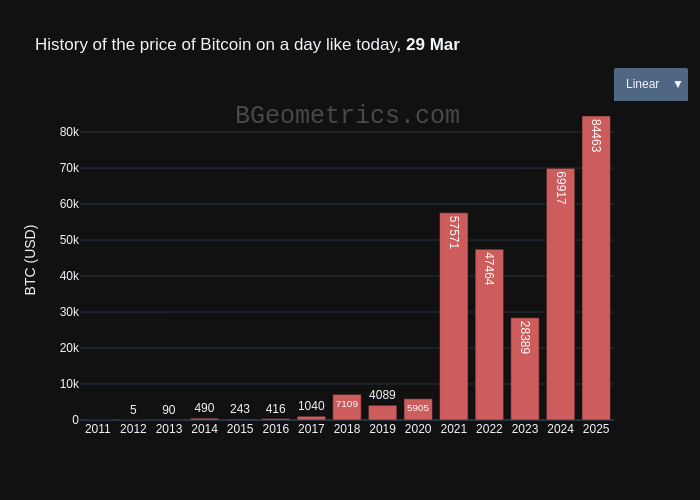 History of the price of Bitcoin on a day like today, 29 Mar
Linear ▼
BGeometrics.com
BTC (USD)
80k
70k
60k
50k
40k
30k
20k
10k
0
5
90
490
243
416
1040
7109
4089
5905
57571
47464
28389
69917
84463
2011 2012 2013 2014 2015 2016 2017 2018 2019 2020 2021 2022 2023 2024 2025